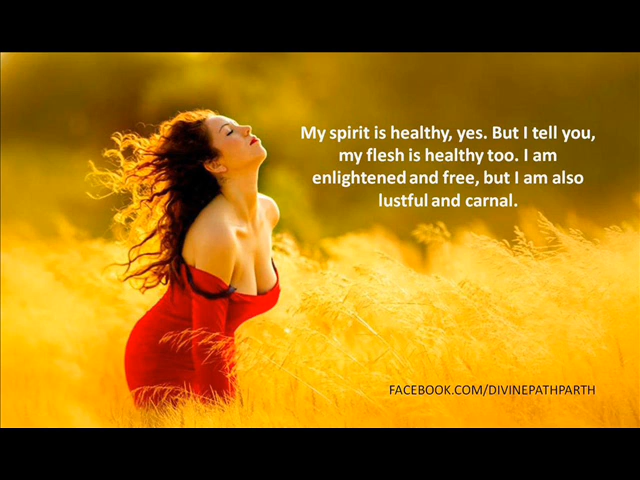 My spirit is healthy, yes. But I tell you,
my flesh is healthy too. I am
enlightened and free, but I am also
lustful and carnal.
FACEBOOK.COM/DIVINEPATHPARTH